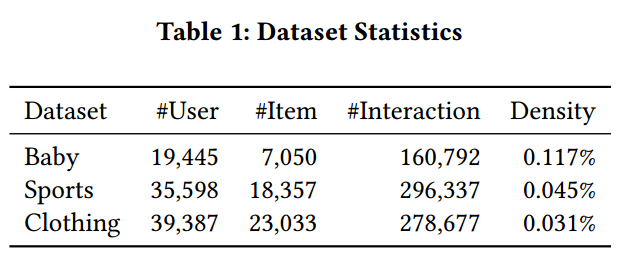 Table 1: Dataset Statistics
Dataset #User #Item #Interaction Density
Baby 19,445 7,050 160,792 0.117%
Sports 35,598 18,357 296,337 0.045%
Clothing 39,387 23,033 278,677 0.031%